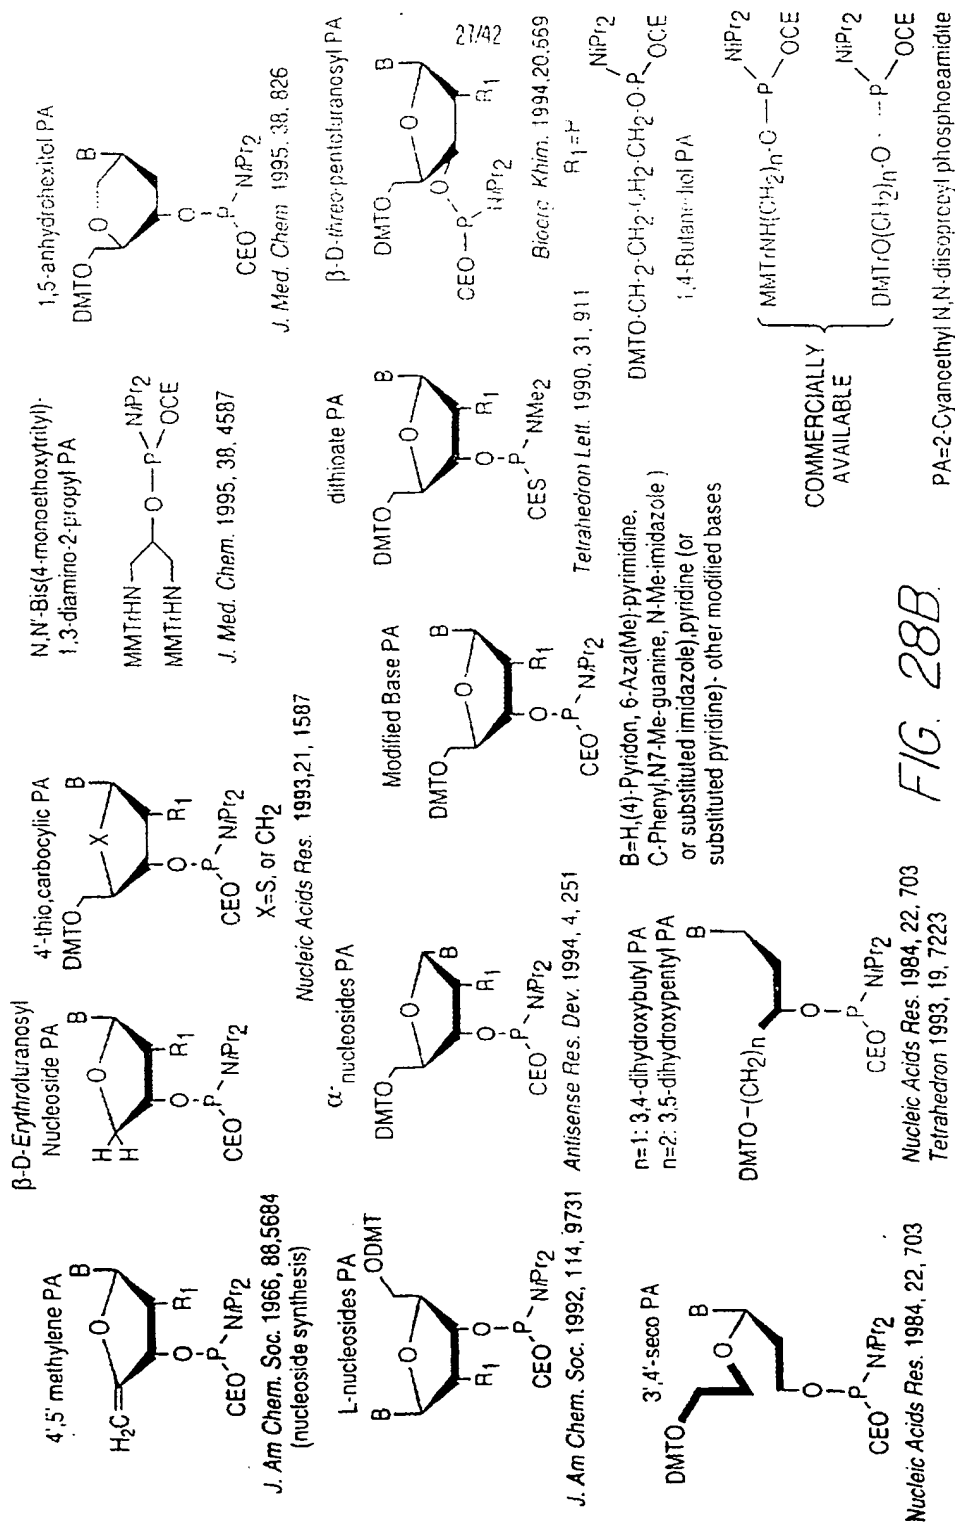 27/42
4',5' methylene PA
H₂C
O
B
R₁
O
P
CEO
NiPr₂
J. Am Chem. Soc. 1966, 88,5684
(nucleoside synthesis)
β-D-Erythrofuranosyl
Nucleoside PA
H
H
O
B
R₁
O
P
CEO
NiPr₂
4'-thio,carbocylic PA
DMTO
X
B
R₁
O
P
CEO
NiPr₂
X=S, or CH₂
Nucleic Acids Res. 1993,21, 1587
N,N'-Bis(4-monoethoxytrilyl)-
1,3-diamino-2-propyl PA
MMTrHN
MMTrHN
O
P
NiPr₂
OCE
J. Med. Chem. 1995, 38, 4587
1,5-anhydrohexitol PA
DMTO
O
B
O
P
CEO
NiPr₂
J. Med. Chem 1995, 38, 826
L-nucleosides PA
B
O
ODMT
R₁
O
P
CEO
NiPr₂
J. Am Chem. Soc. 1992, 114, 9731
α-nucleosides PA
DMTO
O
B
R₁
O
P
CEO
NiPr₂
Antisense Res. Dev. 1994, 4, 251
Modified Base PA
DMTO
O
B
R₁
O
P
CEO
NiPr₂
B=H,(4)-Pyridon, 6-Aza(Me)-pyrimidine,
C-Phenyl,N7-Me-guanine, N-Me-imidazole )
or substituted imidazole),pyridine (or
substituted pyridine)- other modified bases
dithioate PA
DMTO
O
B
R₁
O
P
CES
NMe₂
Tetrahedron Lett. 1990, 31, 911
β-D-threo-pentofuranosyl PA
DMTO
O
B
R₁
O
CEO—P
NiPr₂
Bioorg Khim. 1994,20,669
R₁=F
3',4'-seco PA
DMTO
O
B
O
P
CEO
NiPr₂
Nucleic Acids Res. 1984, 22, 703
n=1: 3,4-dihydroxybutyl PA
n=2: 3,5-dihydroxypentyl PA
DMTO-(CH₂)n
B
O
P
CEO
NiPr₂
Nucleic Acids Res. 1984, 22, 703
Tetrahedron 1993, 19, 7223
DMTO-CH₂-CH₂-CH₂-CH₂-O-P
NiPr₂
OCE
1,4-Butanediol PA
COMMERCIALLY
AVAILABLE
MMTrNH(CH₂)n-O—P
NiPr₂
OCE
DMTrO(CH₂)n-O—P
NiPr₂
OCE
PA=2-Cyanoethyl N,N-diisopropyl phosphoeamidite
FIG. 28B.